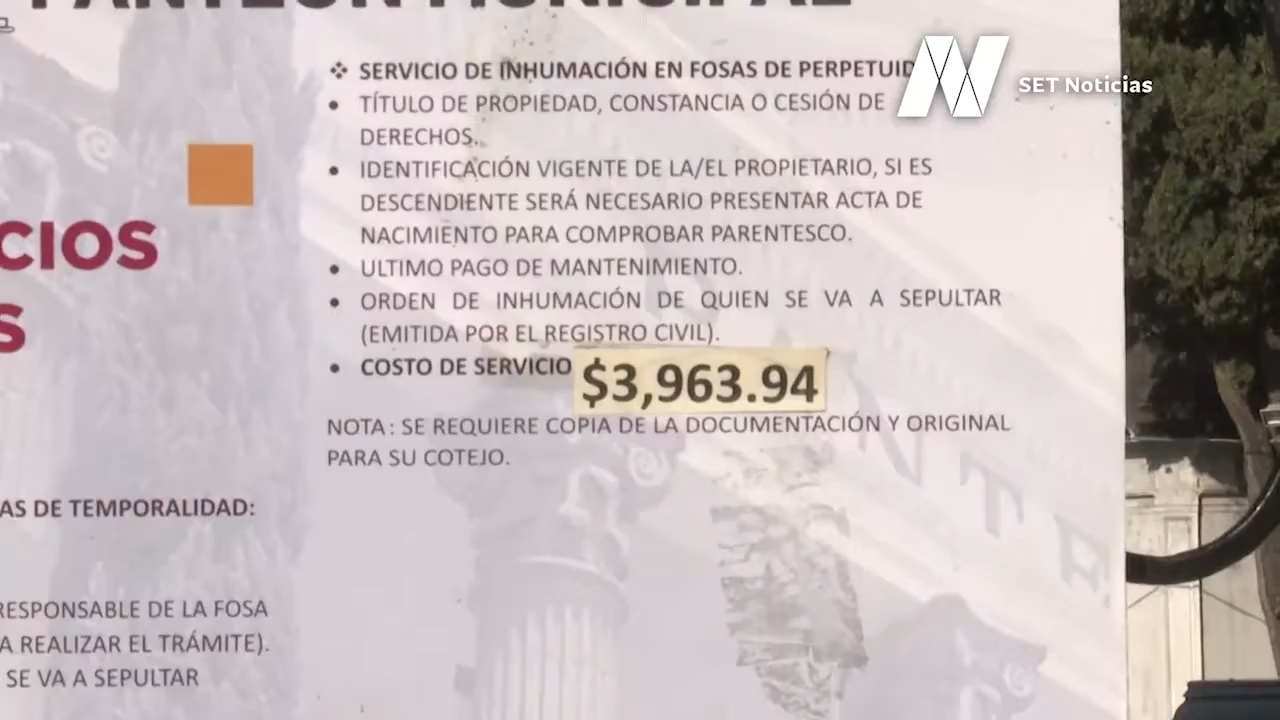 PANTEÓN MUNICIPAL
SET Noticias
❖ SERVICIO DE INHUMACIÓN EN FOSAS DE
• TÍTULO DE PROPIEDAD, CONSTANCIA O CESIÓN DE
DERECHOS.
• IDENTIFICACIÓN VIGENTE DE LA/EL PROPIETARIO, SI ES
DESCENDIENTE SERÁ NECESARIO PRESENTAR ACTA DE
NACIMIENTO PARA COMPROBAR PARENTESCO.
• ULTIMO PAGO DE MANTENIMIENTO.
• ORDEN DE INHUMACIÓN DE QUIEN SE VA A SEPULTAR
(EMITIDA POR EL REGISTRO CIVIL).
• COSTO DE SERVICIO $3,963.94
NOTA: SE REQUIERE COPIA DE LA DOCUMENTACIÓN Y ORIGINAL
PARA SU COTEJO.
CIOS
S
AS DE TEMPORALIDAD:
RESPONSABLE DE LA FOSA
A REALIZAR EL TRÁMITE).
SE VA A SEPULTAR